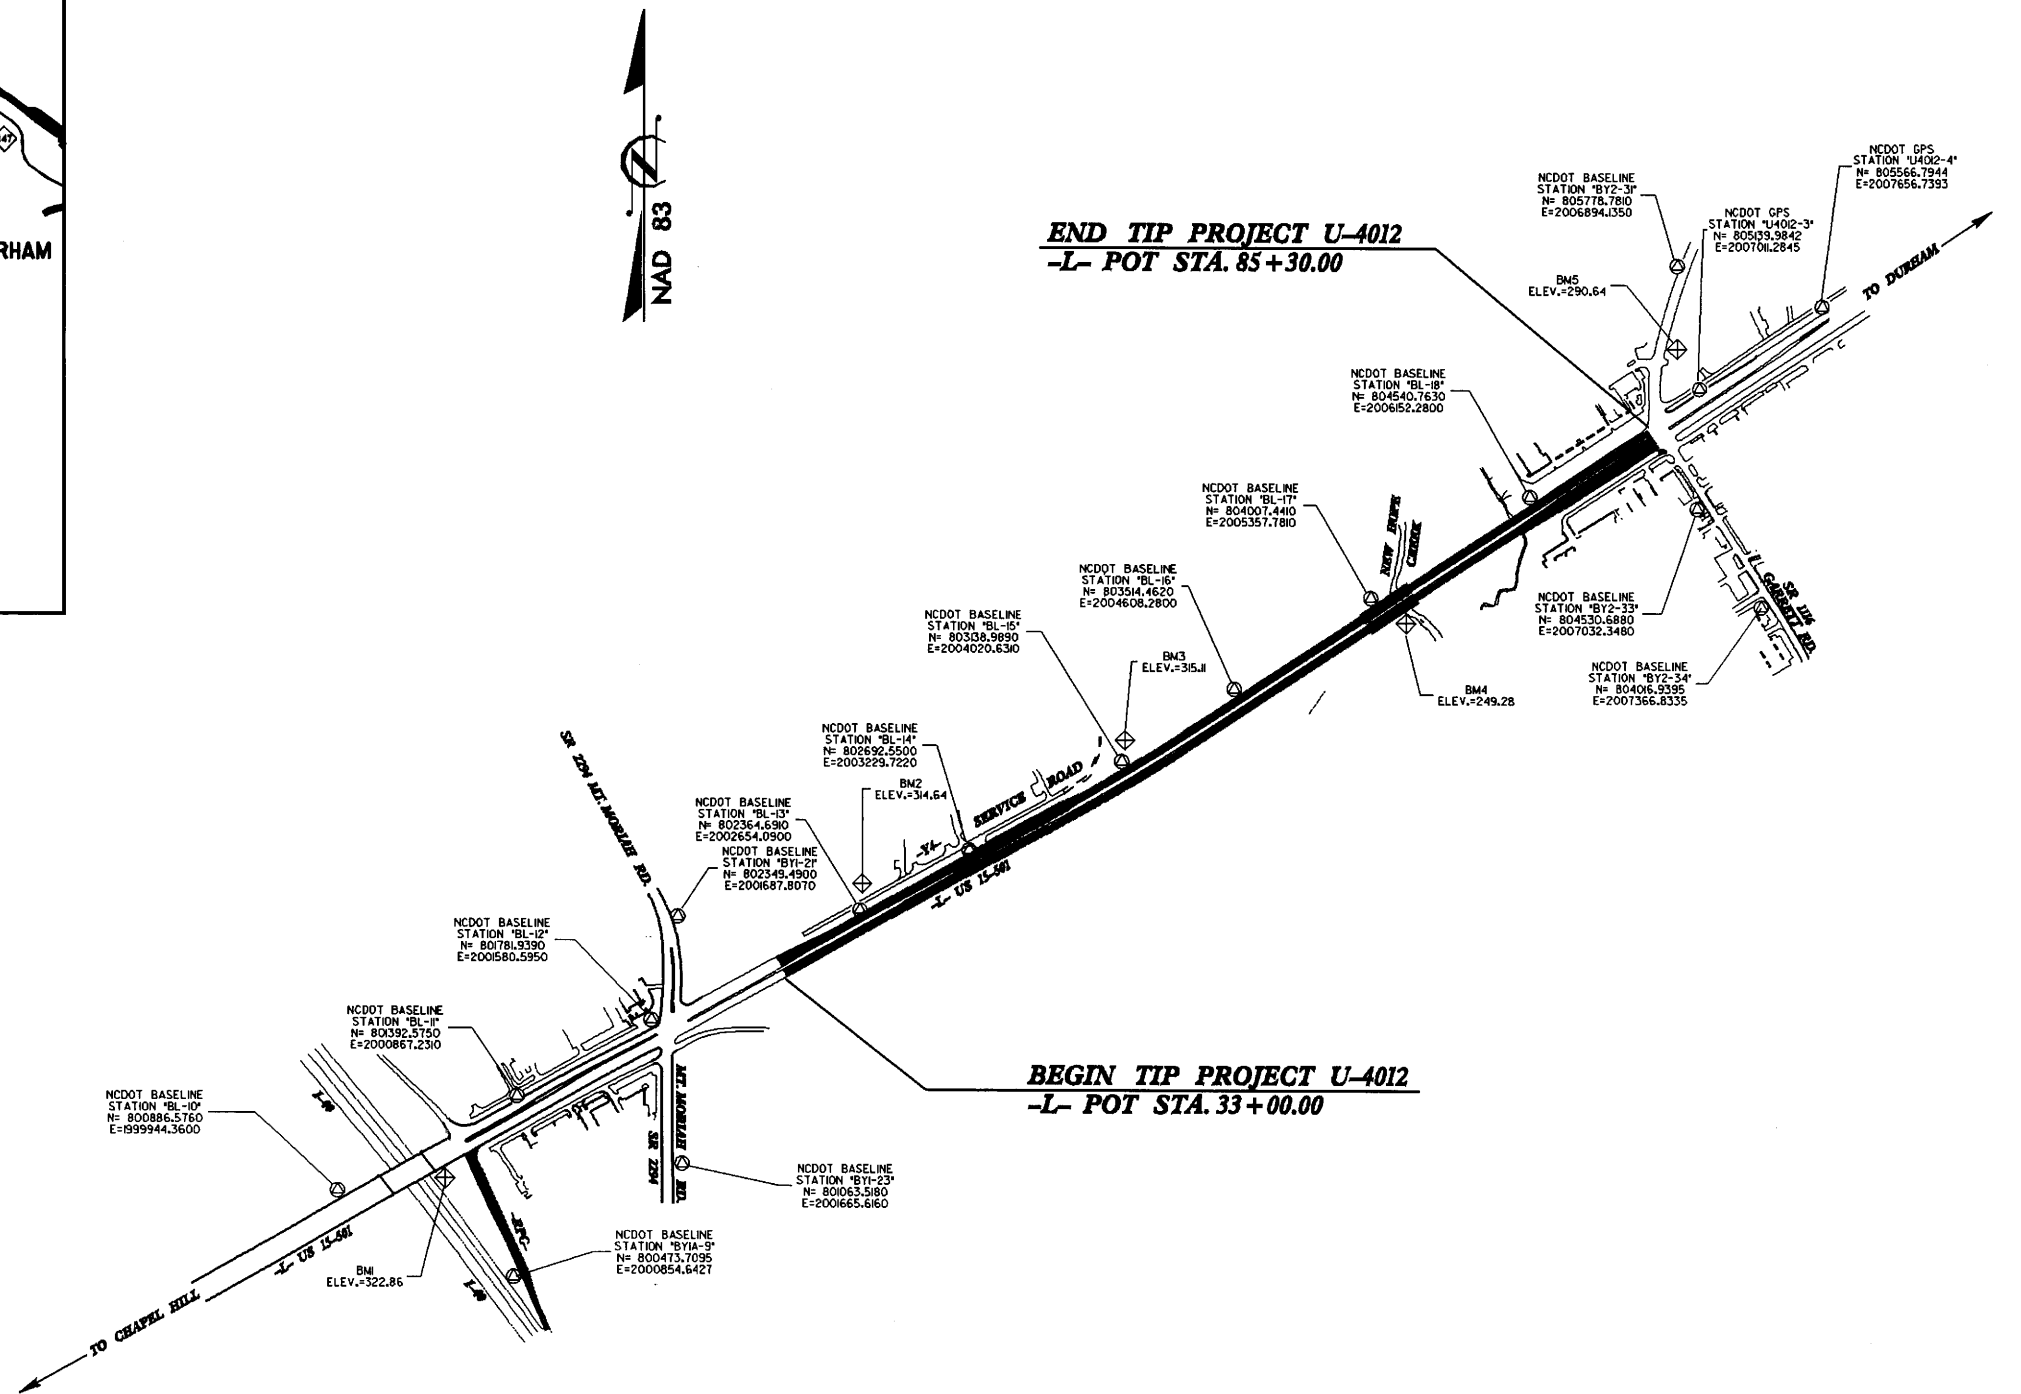 47
RHAM
NAD 83
N
NCDOT GPS
STATION "U4012-4"
N= 805566.7944
E=2007656.7393
NCDOT BASELINE
STATION "BY2-31"
N= 805778.7810
E=2006894.1350
NCDOT GPS
STATION "U4012-3"
N= 805139.9842
E=2007011.2845
END TIP PROJECT U-4012
-L- POT STA. 85+30.00
BM5
ELEV.=290.64
TO DURHAM
NCDOT BASELINE
STATION "BL-18"
N= 804540.7630
E=2006152.2800
NCDOT BASELINE
STATION "BL-17"
N= 804007.4410
E=2005357.7810
NEW HOPE
CREEK
NCDOT BASELINE
STATION "BL-16"
N= 803514.4620
E=2004608.2800
NCDOT BASELINE
STATION "BY2-33"
N= 804530.6880
E=2007032.3480
SR 1116
GARRETT RD.
NCDOT BASELINE
STATION "BL-15"
N= 803138.9890
E=2004020.6310
BM3
ELEV.=315.11
NCDOT BASELINE
STATION "BY2-34"
N= 804016.9395
E=2007366.8335
BM4
ELEV.=249.28
NCDOT BASELINE
STATION "BL-14"
N= 802692.5500
E=2003229.7220
SERVICE ROAD
BM2
ELEV.=314.64
SR 2294 MT. MORIAH RD.
NCDOT BASELINE
STATION "BL-13"
N= 802364.6910
E=2002654.0900
-Y4-
NCDOT BASELINE
STATION "BY1-21"
N= 802349.4900
E=2001687.8070
-L- US 15-501
NCDOT BASELINE
STATION "BL-12"
N= 801781.9390
E=2001580.5950
NCDOT BASELINE
STATION "BL-11"
N= 801392.5750
E=2000867.2310
BEGIN TIP PROJECT U-4012
-L- POT STA. 33+00.00
I-40
MT. MORIAH RD.
SR 2294
NCDOT BASELINE
STATION "BL-10"
N= 800886.5760
E=1999944.3600
NCDOT BASELINE
STATION "BY1-23"
N= 801063.5180
E=2001665.6160
-RPC-
NCDOT BASELINE
STATION "BY1A-9"
N= 800473.7095
E=2000854.6427
-L- US 15-501
BM1
ELEV.=322.86
I-40
TO CHAPEL HILL